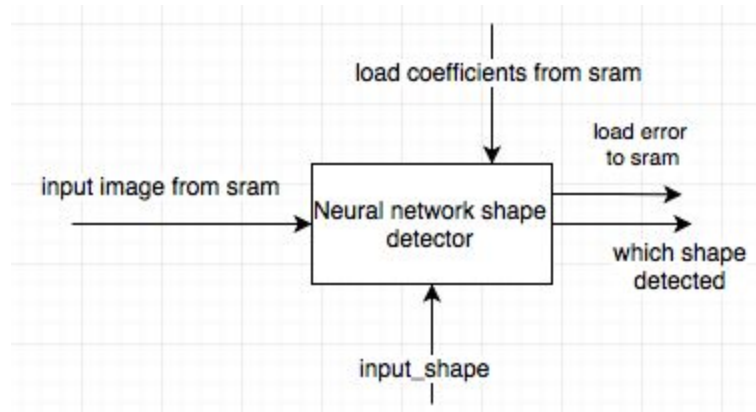 load coefficients from sram
load error
to sram
input image from sram
Neural network shape
detector
which shape
detected
input_shape